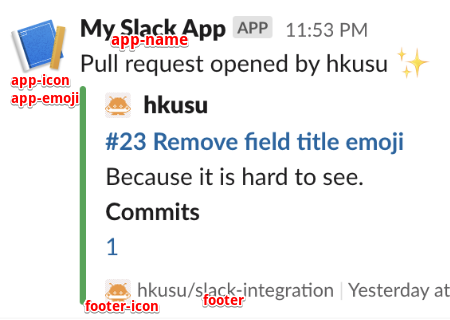 My Slack App APP 11:53 PM
app-name
Pull request opened by hkusu
app-icon
app-emoji
hkusu
#23 Remove field title emoji
Because it is hard to see.
Commits
1
hkusu/slack-integration | Yesterday at
footer-icon
footer